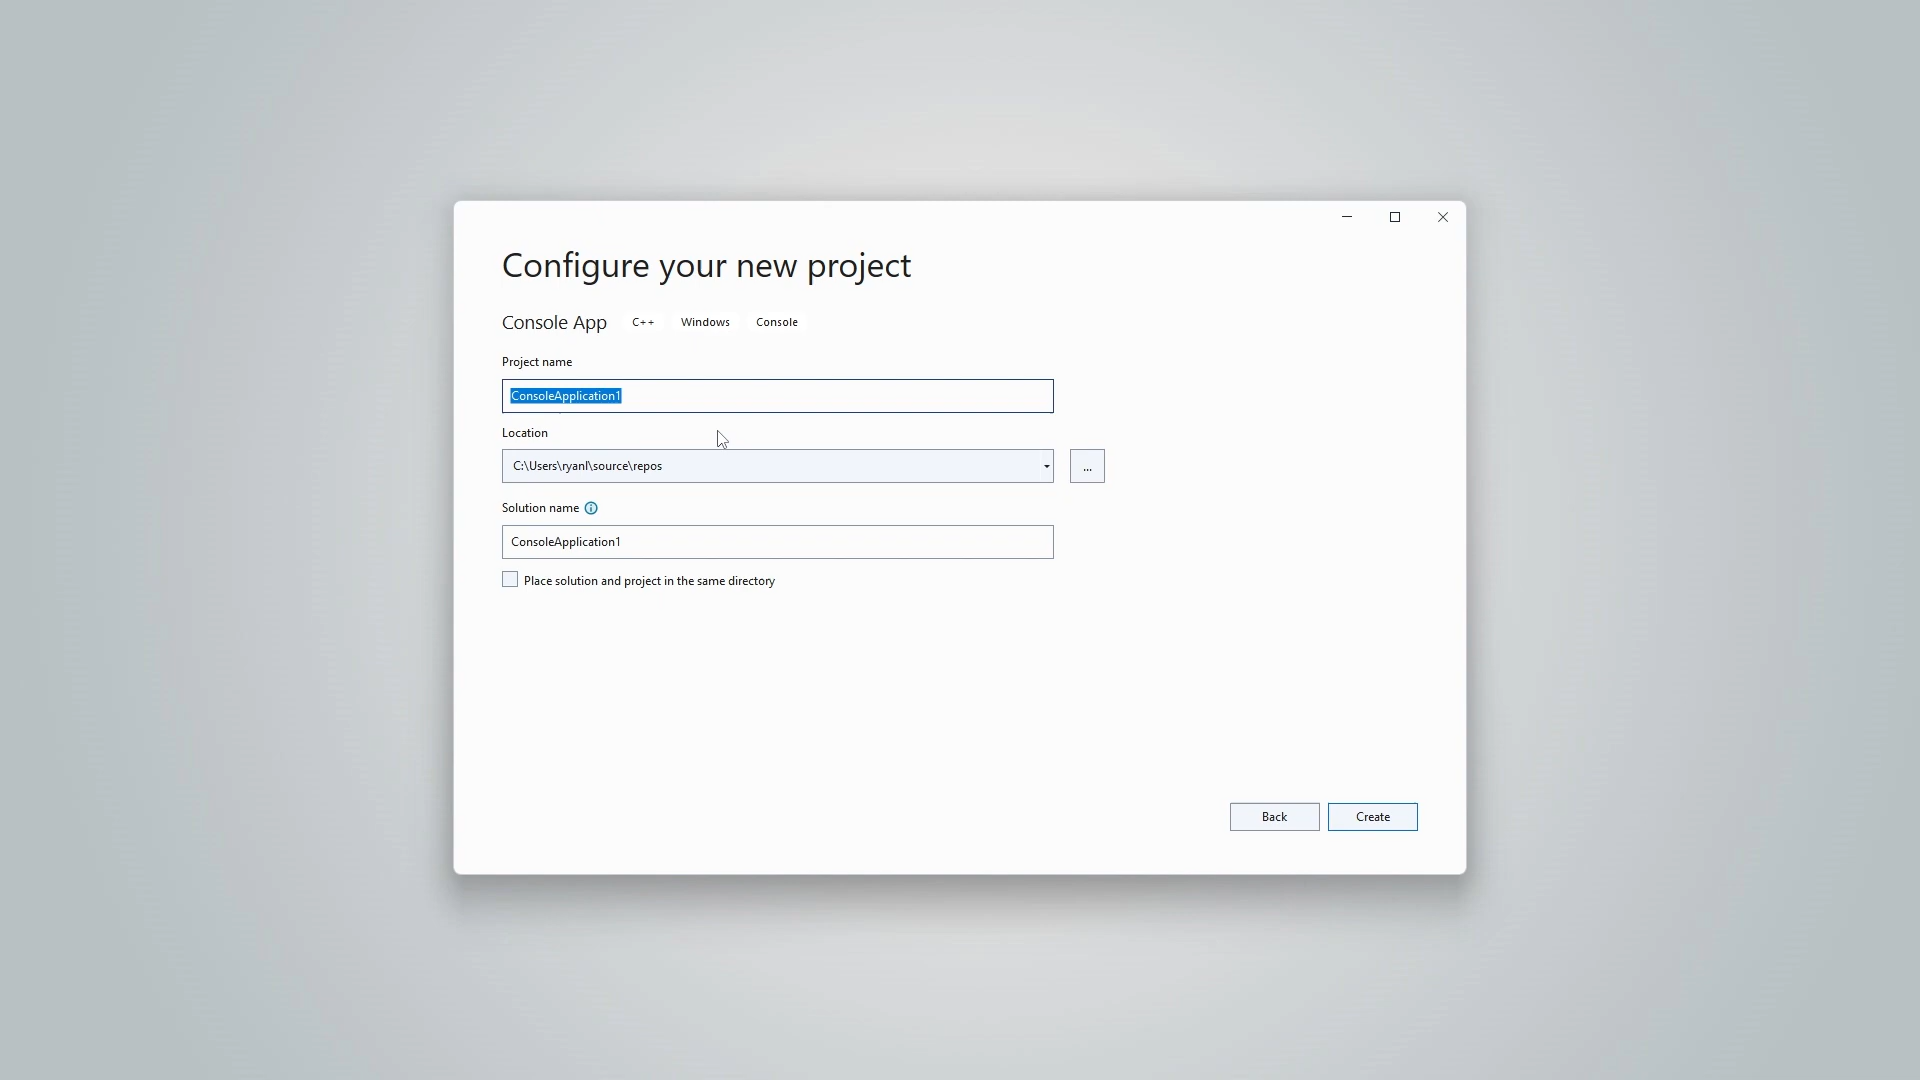 Configure your new project
Console App C++ Windows Console
Project name
ConsoleApplication1
Location
C:\Users\ryanl\source\repos
...
Solution name
ConsoleApplication1
Place solution and project in the same directory
Back Create